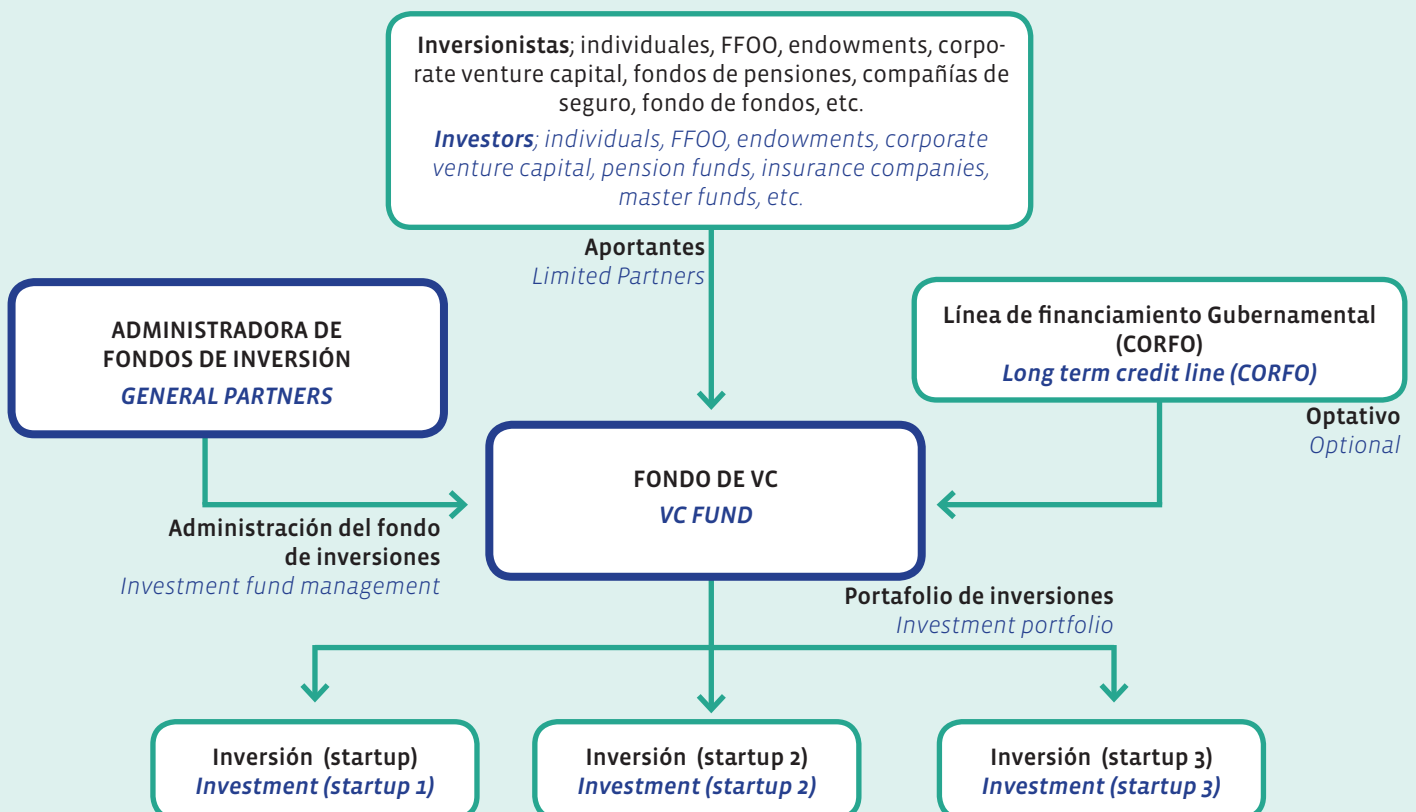 Inversionistas; individuales, FFOO, endowments, corpo-
rate venture capital, fondos de pensiones, compañías de
seguro, fondo de fondos, etc.
Investors; individuals, FFOO, endowments, corporate
venture capital, pension funds, insurance companies,
master funds, etc.
Aportantes
Limited Partners
ADMINISTRADORA DE
FONDOS DE INVERSIÓN
GENERAL PARTNERS
Línea de financiamiento Gubernamental
(CORFO)
Long term credit line (CORFO)
Optativo
Optional
FONDO DE VC
VC FUND
Administración del fondo
de inversiones
Investment fund management
Portafolio de inversiones
Investment portfolio
Inversión (startup)
Investment (startup 1)
Inversión (startup 2)
Investment (startup 2)
Inversión (startup 3)
Investment (startup 3)